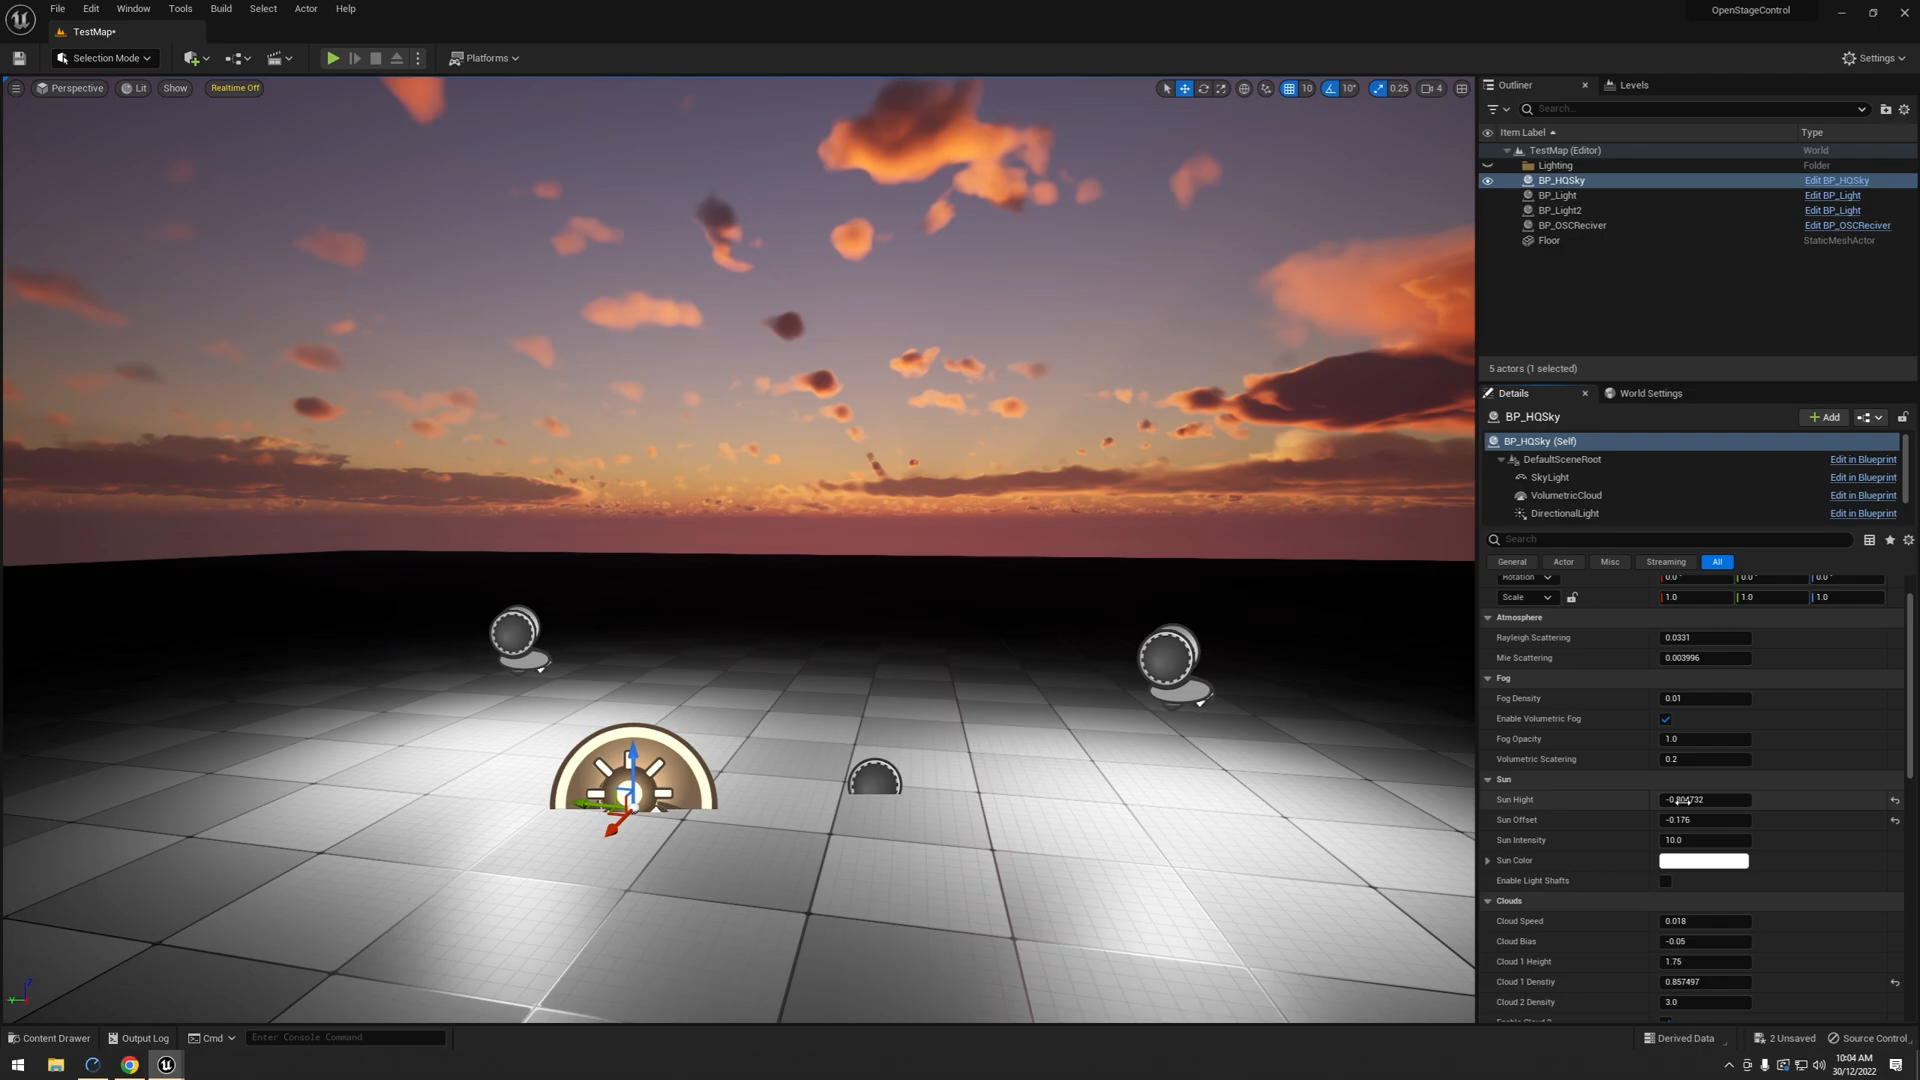 File Edit Window Tools Build Select Actor Help
OpenStageControl
TestMap•
Selection Mode
Platforms
Settings
Perspective Lit Show Realtime Off
10 10° 0.25 4
Outliner Levels
Search...
Item Label Type
TestMap (Editor) World
Lighting Folder
BP_HQSky Edit BP_HQSky
BP_Light Edit BP_Light
BP_Light2 Edit BP_Light
BP_OSCReciver Edit BP_OSCReciver
Floor StaticMeshActor
5 actors (1 selected)
Details World Settings
BP_HQSky
Add
BP_HQSky (Self)
DefaultSceneRoot Edit in Blueprint
SkyLight Edit in Blueprint
VolumetricCloud Edit in Blueprint
DirectionalLight Edit in Blueprint
Search
General Actor Misc Streaming All
Rotation 0.0° 0.0° 0.0°
Scale 1.0 1.0 1.0
Atmosphere
Rayleigh Scattering 0.0331
Mie Scattering 0.003996
Fog
Fog Density 0.01
Enable Volumetric Fog
Fog Opacity 1.0
Volumetric Scatering 0.2
Sun
Sun Hight
Sun Offset -0.176
Sun Intensity 10.0
Sun Color
Enable Light Shafts
Clouds
Cloud Speed 0.018
Cloud Bias -0.05
Cloud 1 Height 1.75
Cloud 1 Denstiy 0.857497
Cloud 2 Density 3.0
Z
Y
Content Drawer Output Log Cmd Enter Console Command
Derived Data 2 Unsaved Source Control
10:04 AM
30/12/2022